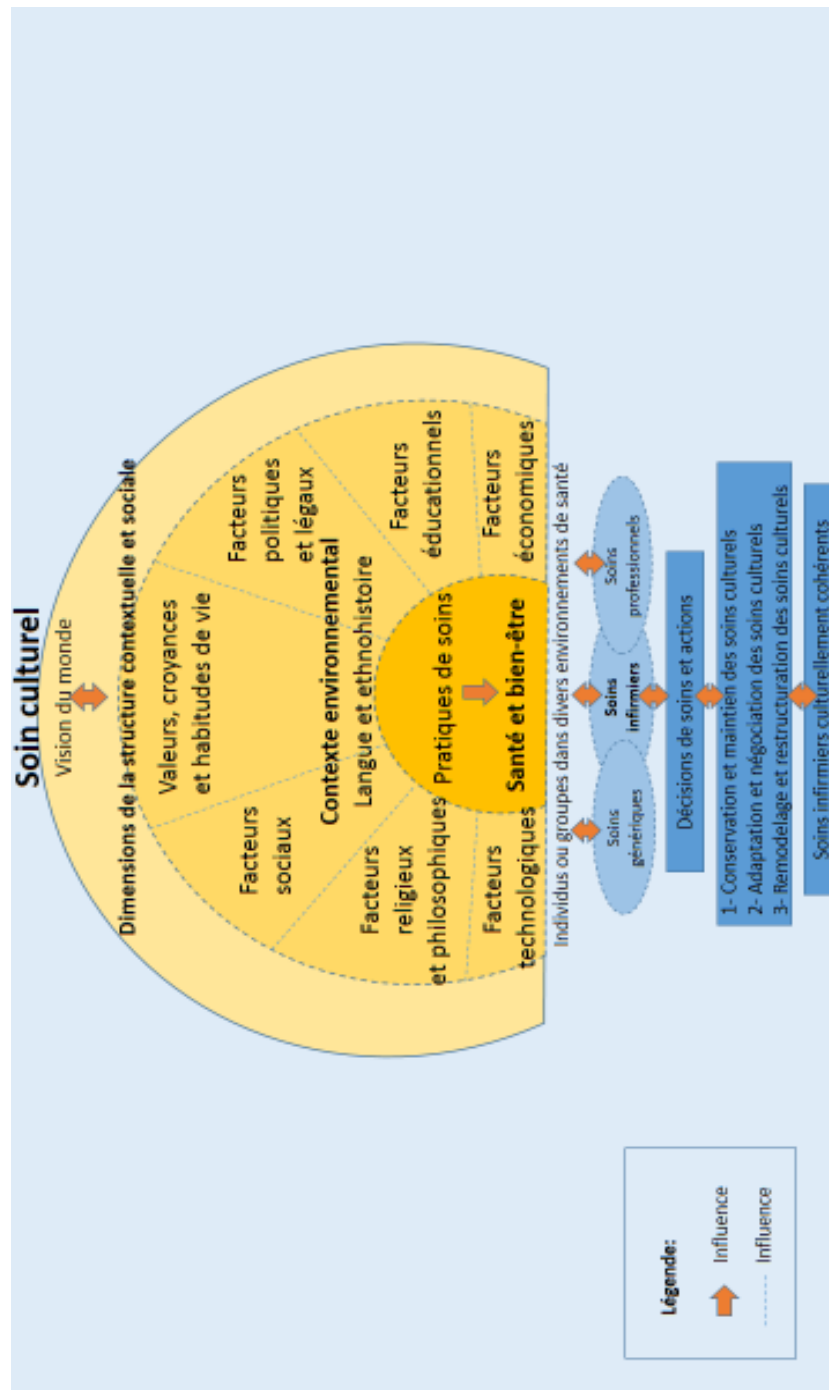 Soin culturel
Vision du monde
Dimensions de la structure contextuelle et sociale
Valeurs, croyances
et habitudes de vie
Facteurs
sociaux
Facteurs
politiques
et légaux
Contexte environnemental
Langue et ethnohistoire
Facteurs
religieux
et philosophiques
Facteurs
éducationnels
Pratiques de soins
Facteurs
technologiques
Santé et bien-être
Facteurs
économiques
Individus ou groupes dans divers environnements de santé
Soins
génériques
Soins
infirmiers
Soins
professionnels
Décisions de soins et actions
1- Conservation et maintien des soins culturels
2- Adaptation et négociation des soins culturels
3- Remodelage et restructuration des soins culturels
Soins infirmiers culturellement cohérents
Légende:
Influence
Influence